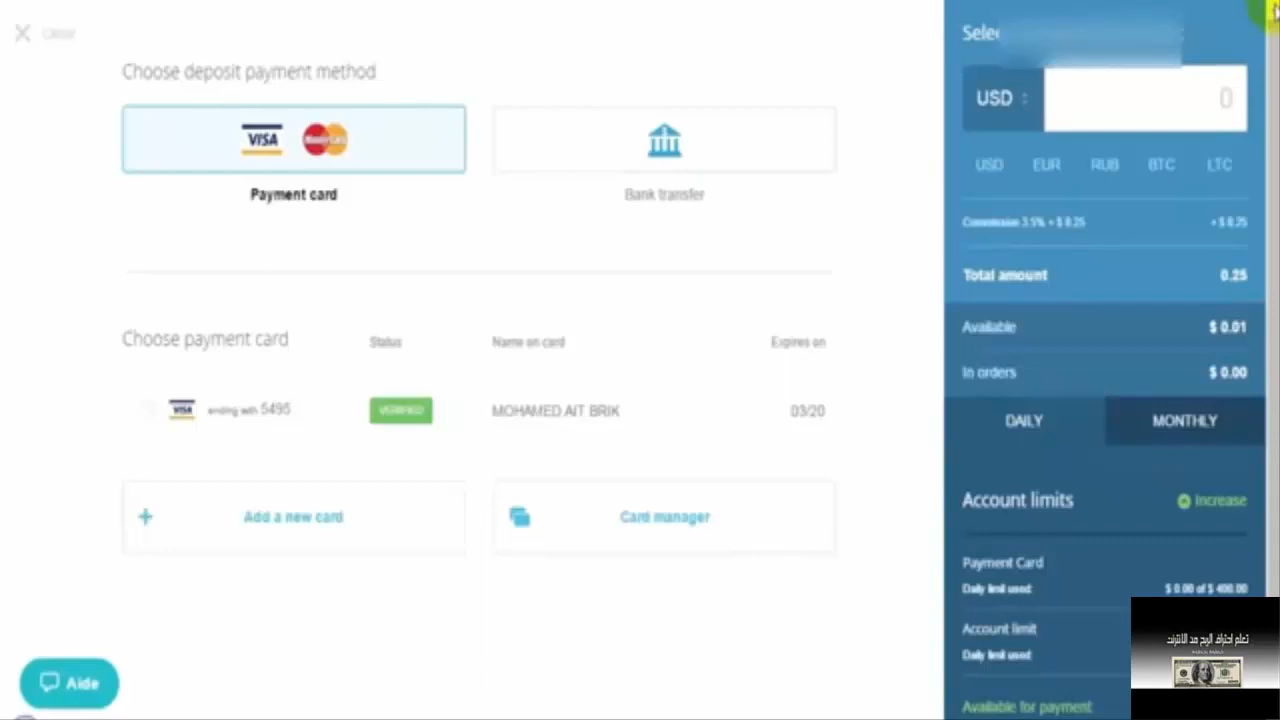 Choose deposit payment method
VISA
MasterCard
Payment card
Bank transfer
Choose payment card
Status
Name on card
Expires on
VISA ending with 5495
VERIFIED
MOHAMED AIT BRIK
03/20
+ Add a new card
Card manager
Aide
USD :
0
USD EUR RUB BTC LTC
Commission 3.5% + $ 0.25
+ $ 0.25
Total amount
0.25
Available
$ 0.01
In orders
$ 0.00
DAILY
MONTHLY
Account limits
Increase
Payment Card
Daily limit used:
$ 0.00 of $ 400.00
Account limit
Daily limit used:
Available for payment